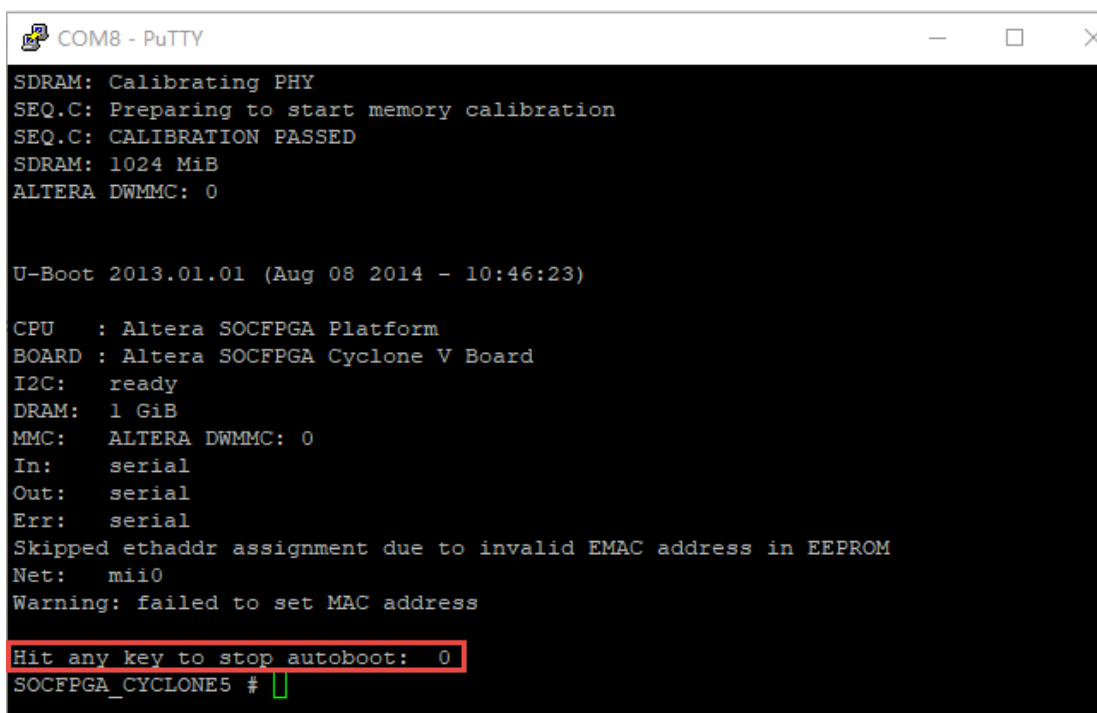 COM8 - PuTTY
SDRAM: Calibrating PHY
SEQ.C: Preparing to start memory calibration
SEQ.C: CALIBRATION PASSED
SDRAM: 1024 MiB
ALTERA DWMMC: 0
U-Boot 2013.01.01 (Aug 08 2014 - 10:46:23)
CPU   : Altera SOCFPGA Platform
BOARD : Altera SOCFPGA Cyclone V Board
I2C:   ready
DRAM:  1 GiB
MMC:   ALTERA DWMMC: 0
In:    serial
Out:   serial
Err:   serial
Skipped ethaddr assignment due to invalid EMAC address in EEPROM
Net:   mii0
Warning: failed to set MAC address
Hit any key to stop autoboot:  0
SOCFPGA_CYCLONE5 #